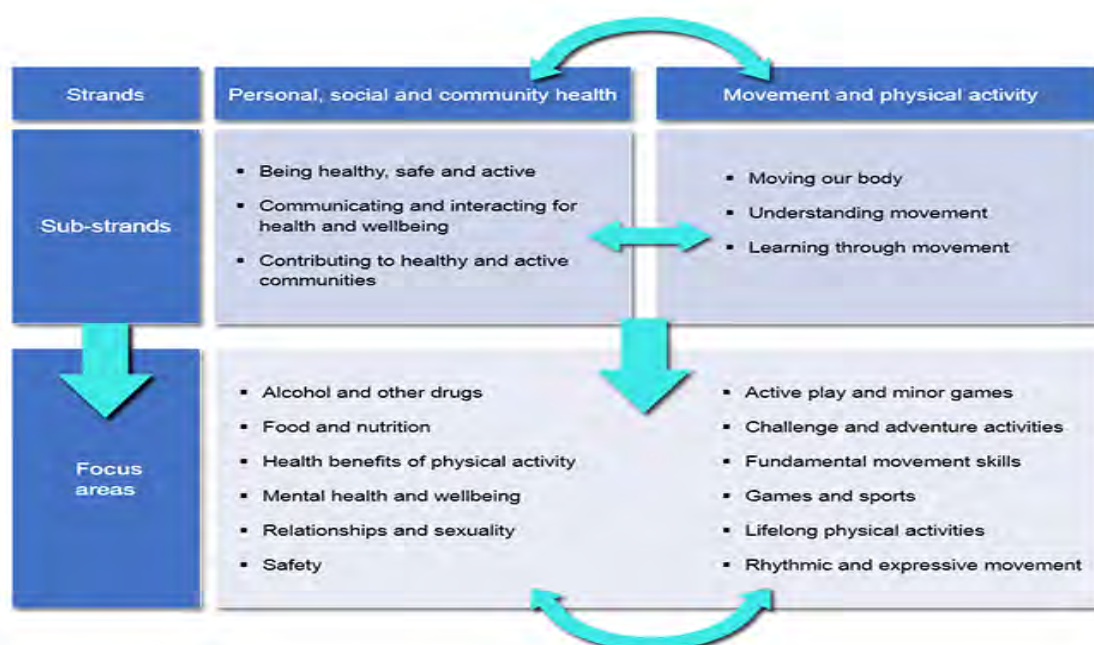 Strands
Personal, social and community health
Movement and physical activity
Sub-strands
▪ Being healthy, safe and active
▪ Communicating and interacting for
health and wellbeing
▪ Contributing to healthy and active
communities
▪ Moving our body
▪ Understanding movement
▪ Learning through movement
Focus
areas
▪ Alcohol and other drugs
▪ Food and nutrition
▪ Health benefits of physical activity
▪ Mental health and wellbeing
▪ Relationships and sexuality
▪ Safety
▪ Active play and minor games
▪ Challenge and adventure activities
▪ Fundamental movement skills
▪ Games and sports
▪ Lifelong physical activities
▪ Rhythmic and expressive movement